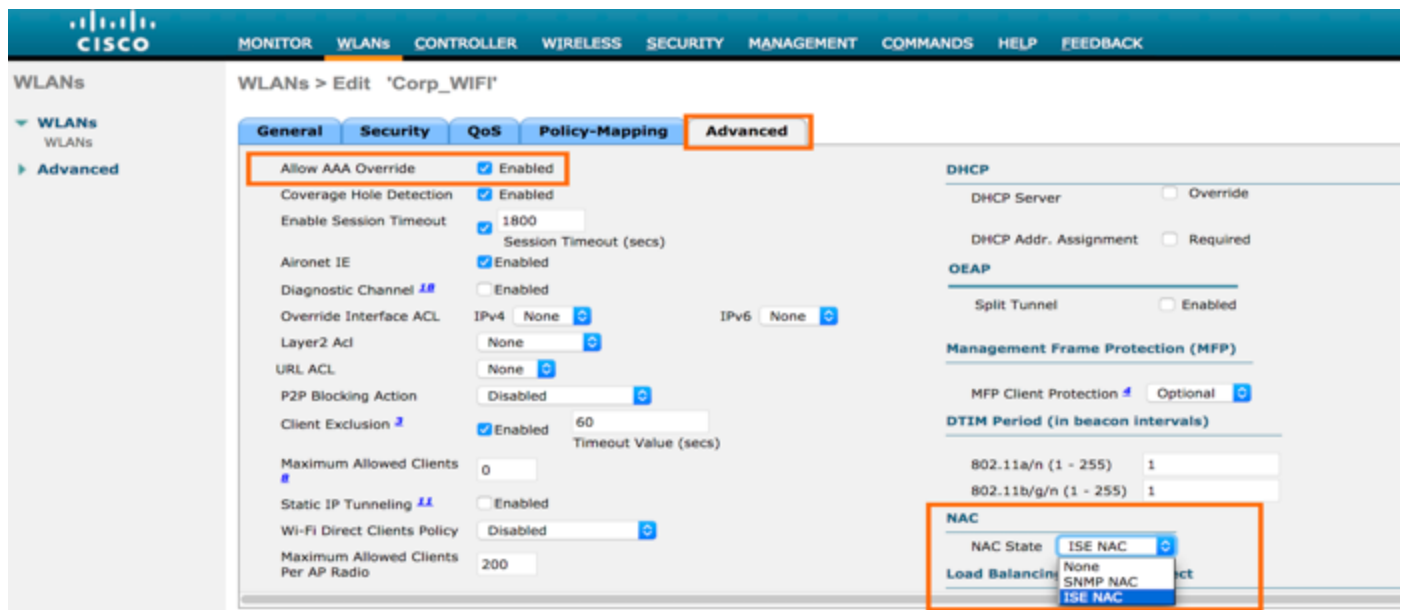 CISCO
MONITOR WLANs CONTROLLER WIRELESS SECURITY MANAGEMENT COMMANDS HELP FEEDBACK
WLANs
WLANs > Edit 'Corp_WIFI'
WLANs
WLANs
Advanced
General Security QoS Policy-Mapping Advanced
Allow AAA Override Enabled
Coverage Hole Detection Enabled
Enable Session Timeout 1800
Session Timeout (secs)
Aironet IE Enabled
Diagnostic Channel 18 Enabled
Override Interface ACL IPv4 None IPv6 None
Layer2 Acl None
URL ACL None
P2P Blocking Action Disabled
Client Exclusion 3 Enabled 60
Timeout Value (secs)
Maximum Allowed Clients 0
8
Static IP Tunneling 11 Enabled
Wi-Fi Direct Clients Policy Disabled
Maximum Allowed Clients
Per AP Radio 200
DHCP
DHCP Server Override
DHCP Addr. Assignment Required
OEAP
Split Tunnel Enabled
Management Frame Protection (MFP)
MFP Client Protection 4 Optional
DTIM Period (in beacon intervals)
802.11a/n (1 - 255) 1
802.11b/g/n (1 - 255) 1
NAC
NAC State ISE NAC
None
SNMP NAC
ISE NAC
Load